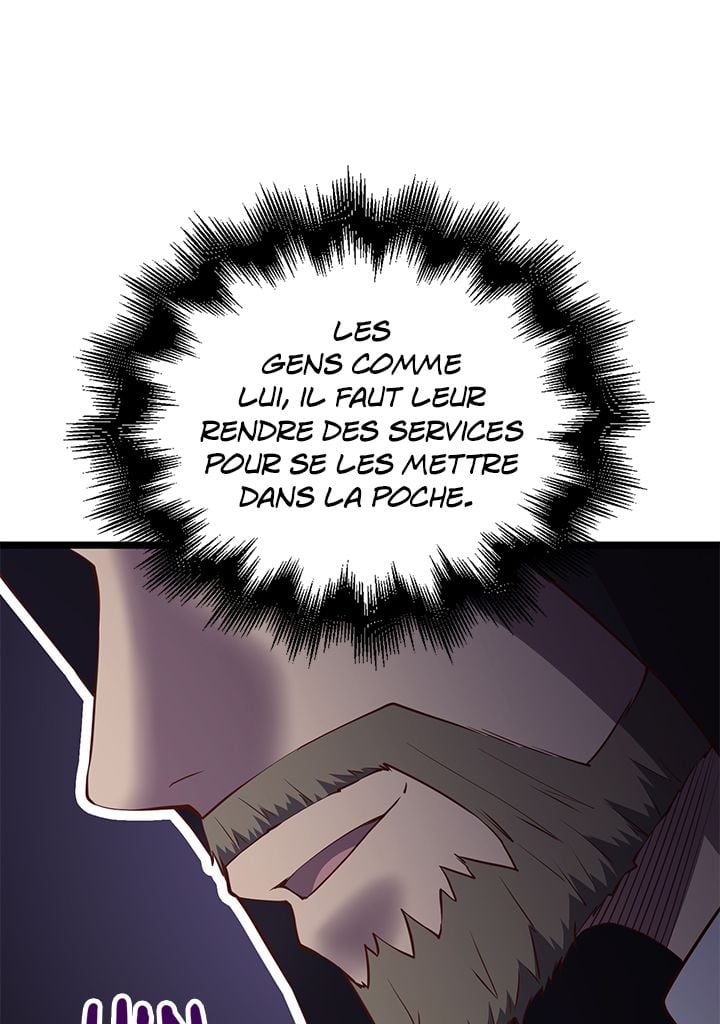 LES
GENS COMME
LUI, IL FAUT LEUR
RENDRE DES SERVICES
POUR SE LES METTRE
DANS LA POCHE.